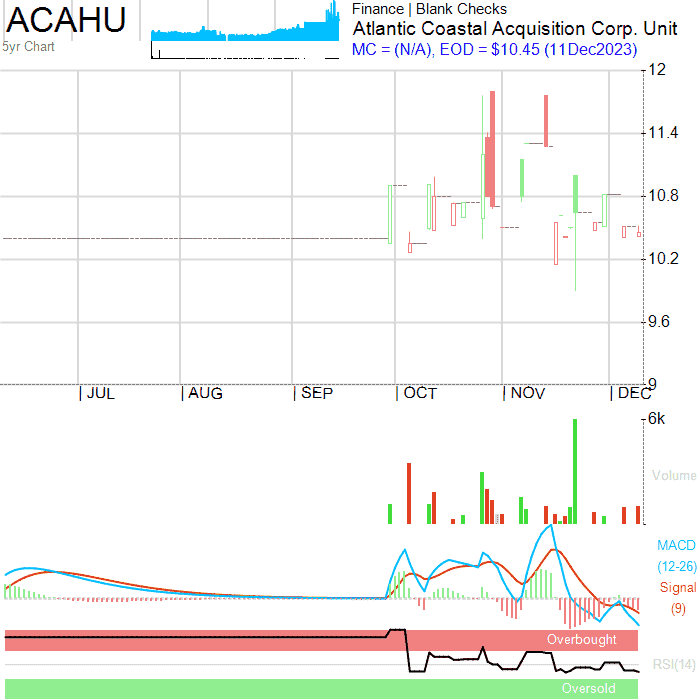 ACAHU
5yr Chart
Finance | Blank Checks
Atlantic Coastal Acquisition Corp. Unit
MC = (N/A), EOD = $10.45 (11Dec2023)
12
11.4
10.8
10.2
9.6
9
| JUL | AUG | SEP | OCT | NOV | DEC
6k
Volume
MACD
(12-26)
Signal
(9)
Overbought
RSI(14)
Oversold